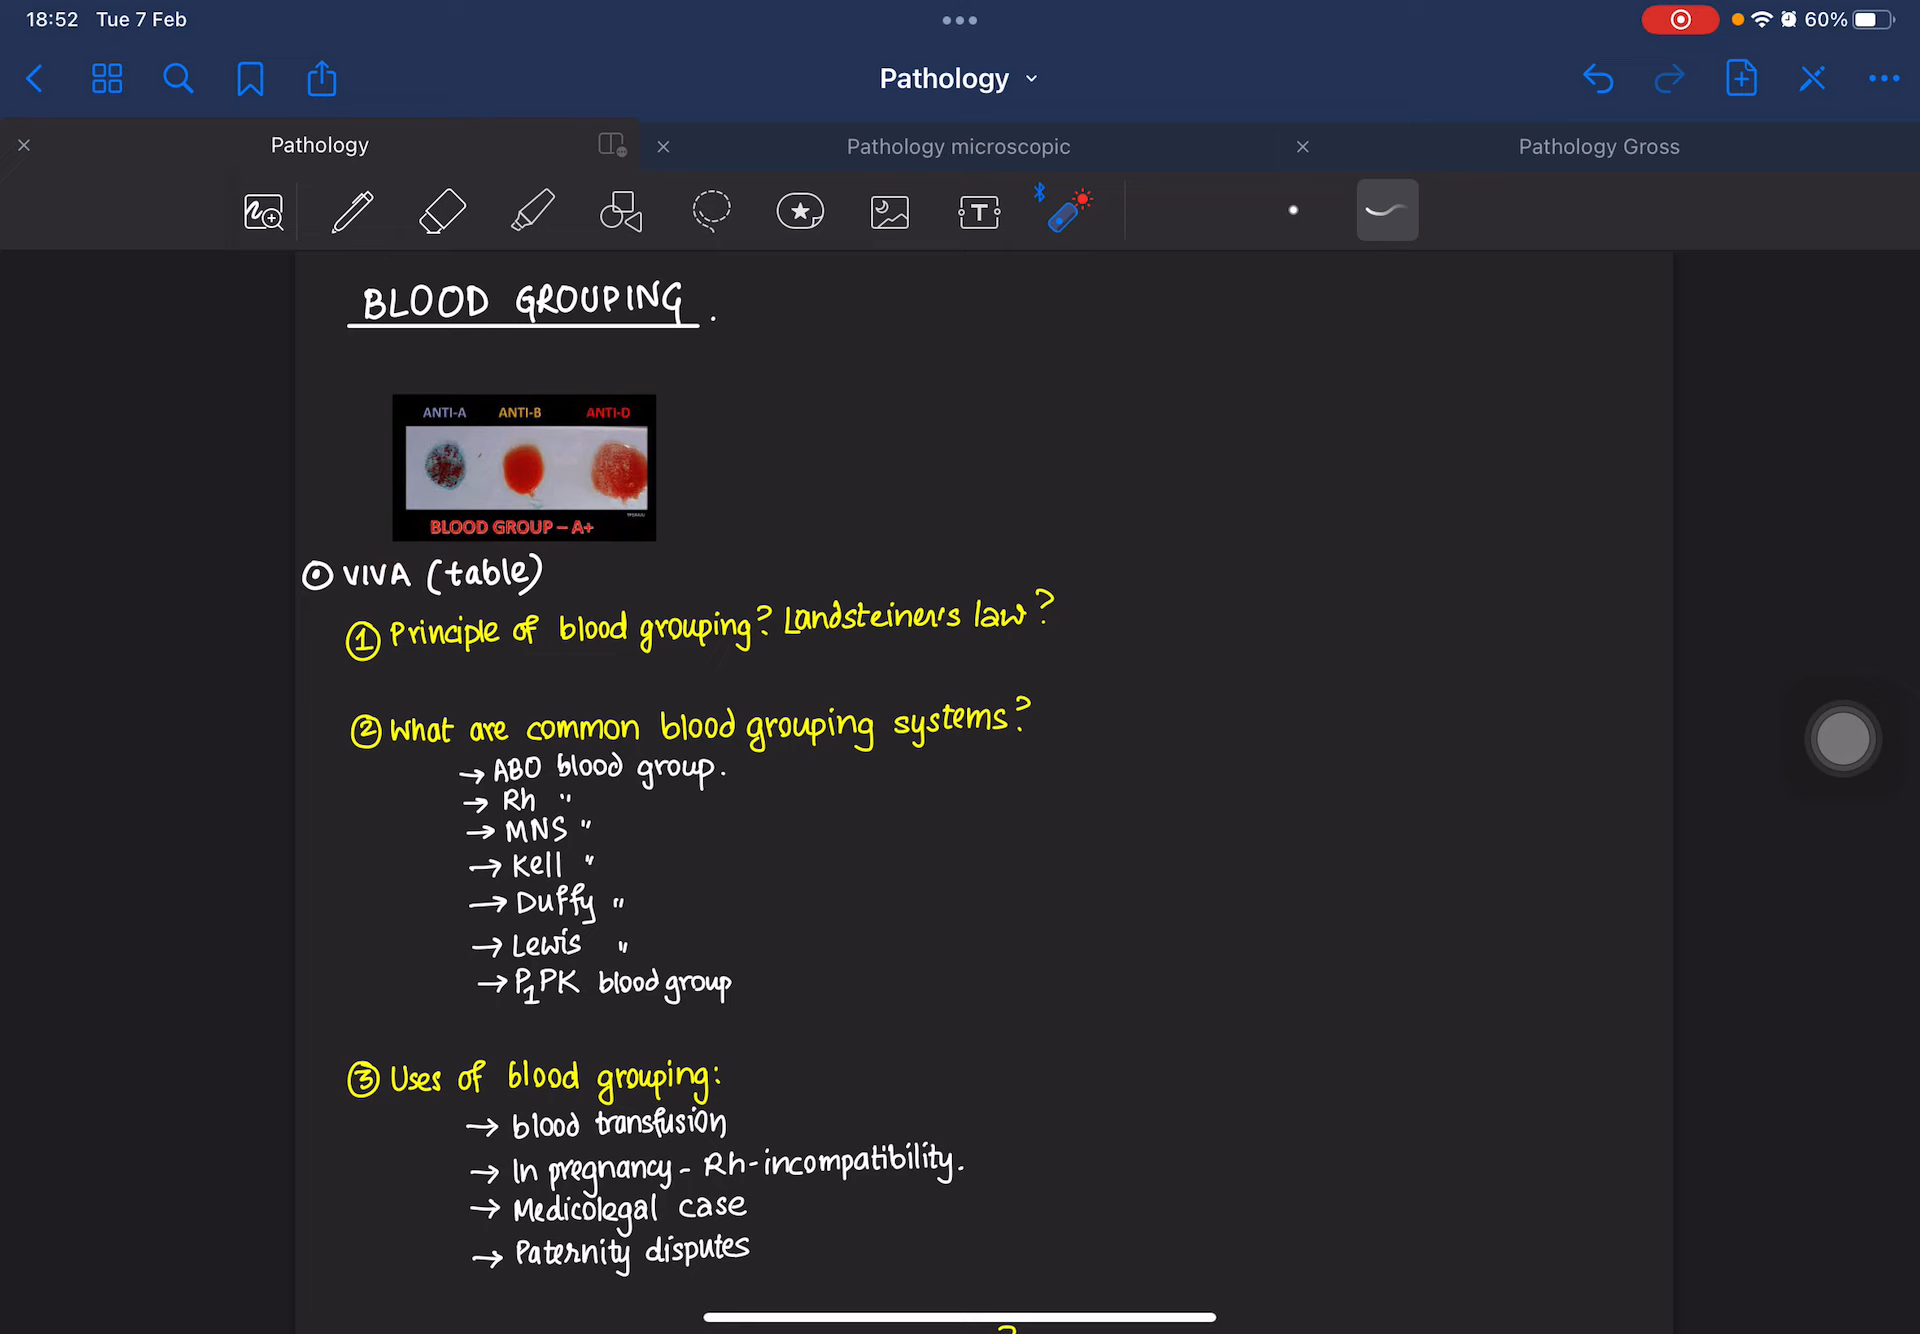 18:52 Tue 7 Feb
60%
Pathology
Pathology
Pathology microscopic
Pathology Gross
T
BLOOD GROUPING.
ANTI-A ANTI-B ANTI-D
BLOOD GROUP – A+
VIVA (table)
① Principle of blood grouping? Landsteiner's law?
② What are common blood grouping systems?
→ ABO blood group.
→ Rh "
→ MNS "
→ Kell "
→ Duffy "
→ Lewis "
→ P1PK blood group
③ Uses of blood grouping:
→ blood transfusion
→ In pregnancy - Rh-incompatibility.
→ Medicolegal case
→ Paternity disputes